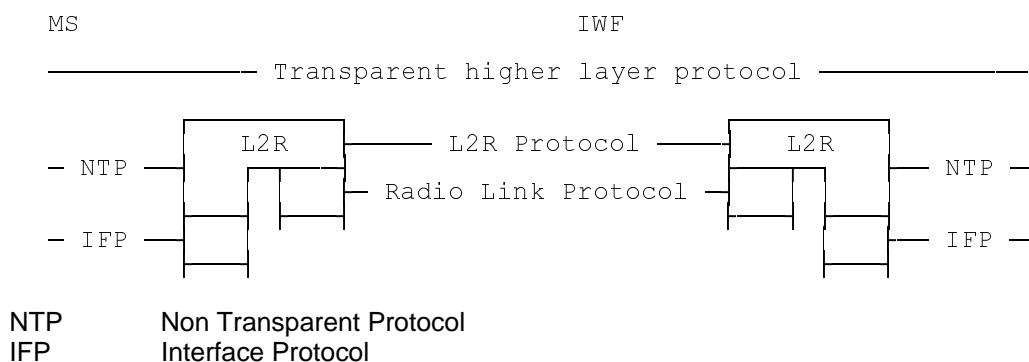 MS IWF
Transparent higher layer protocol
L2R L2R Protocol L2R
NTP NTP
Radio Link Protocol
IFP IFP
NTP Non Transparent Protocol
IFP Interface Protocol